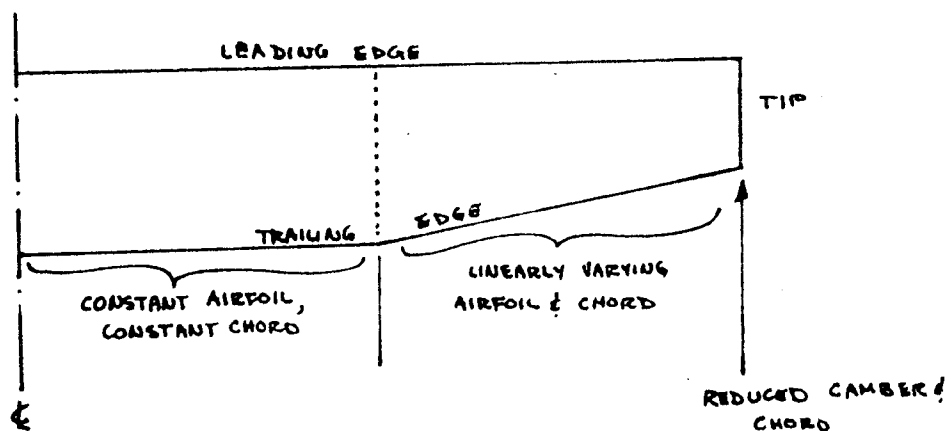 LEADING EDGE
TIP
TRAILING EDGE
CONSTANT AIRFOIL,
CONSTANT CHORD
LINEARLY VARYING
AIRFOIL & CHORD
℄
REDUCED CAMBER &
CHORD